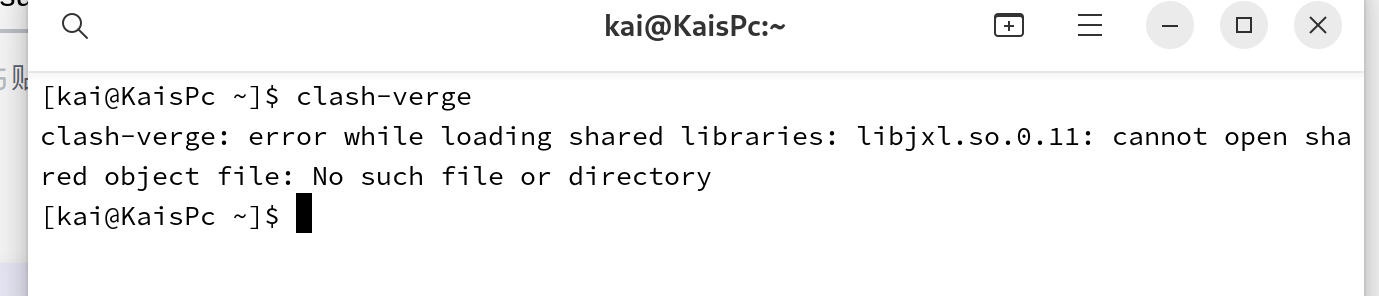 kai@KaisPc:~
[kai@KaisPc ~]$ clash-verge
clash-verge: error while loading shared libraries: libjxl.so.0.11: cannot open sha
red object file: No such file or directory
[kai@KaisPc ~]$